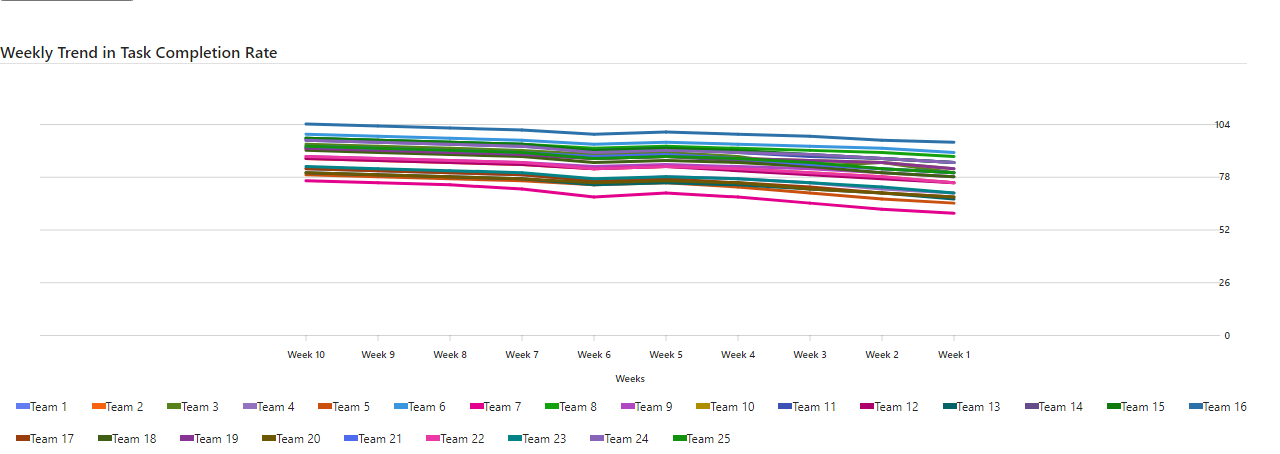 Weekly Trend in Task Completion Rate
104
78
52
26
0
Week 10 Week 9 Week 8 Week 7 Week 6 Week 5 Week 4 Week 3 Week 2 Week 1
Weeks
Team 1 Team 2 Team 3 Team 4 Team 5 Team 6 Team 7 Team 8 Team 9 Team 10 Team 11 Team 12 Team 13 Team 14 Team 15 Team 16
Team 17 Team 18 Team 19 Team 20 Team 21 Team 22 Team 23 Team 24 Team 25